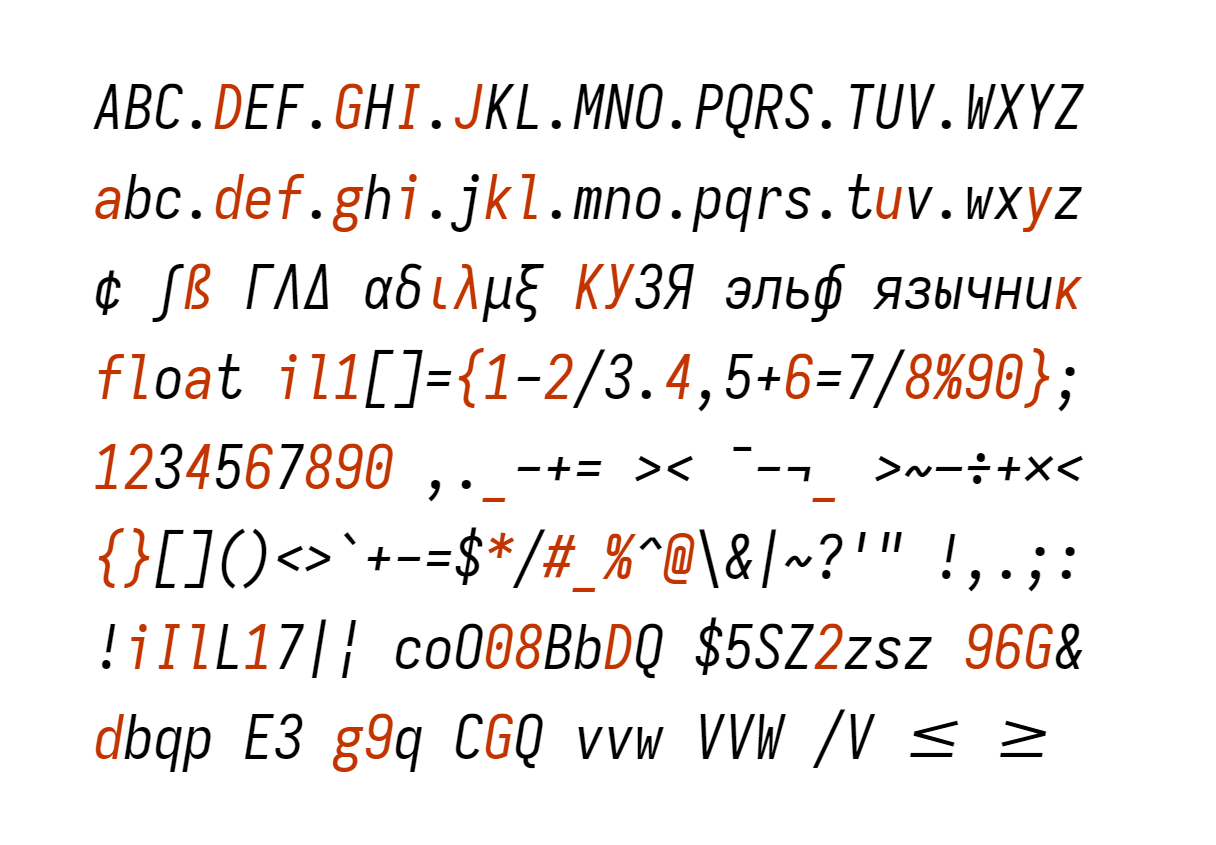 ABC.DEF.GHI.JKL.MNO.PQRS.TUV.WXYZ
abc.def.ghi.jkl.mno.pqrs.tuv.wxyz
¢ ∫ß ΓΛΔ αδιλμξ КУЗЯ эльф язычник
float il1[]={1-2/3.4,5+6=7/8%90};
1234567890 ,._-+= >< ¯-¬_ >~–÷+×<
{}[]()<>`+-=$*/#_%^@\&|~?'" !,.;:
!iIlL17|¦ coO08BbDQ $5SZ2zsz 96G&
dbqp E3 g9q CGQ vvw VVW /V ≤ ≥